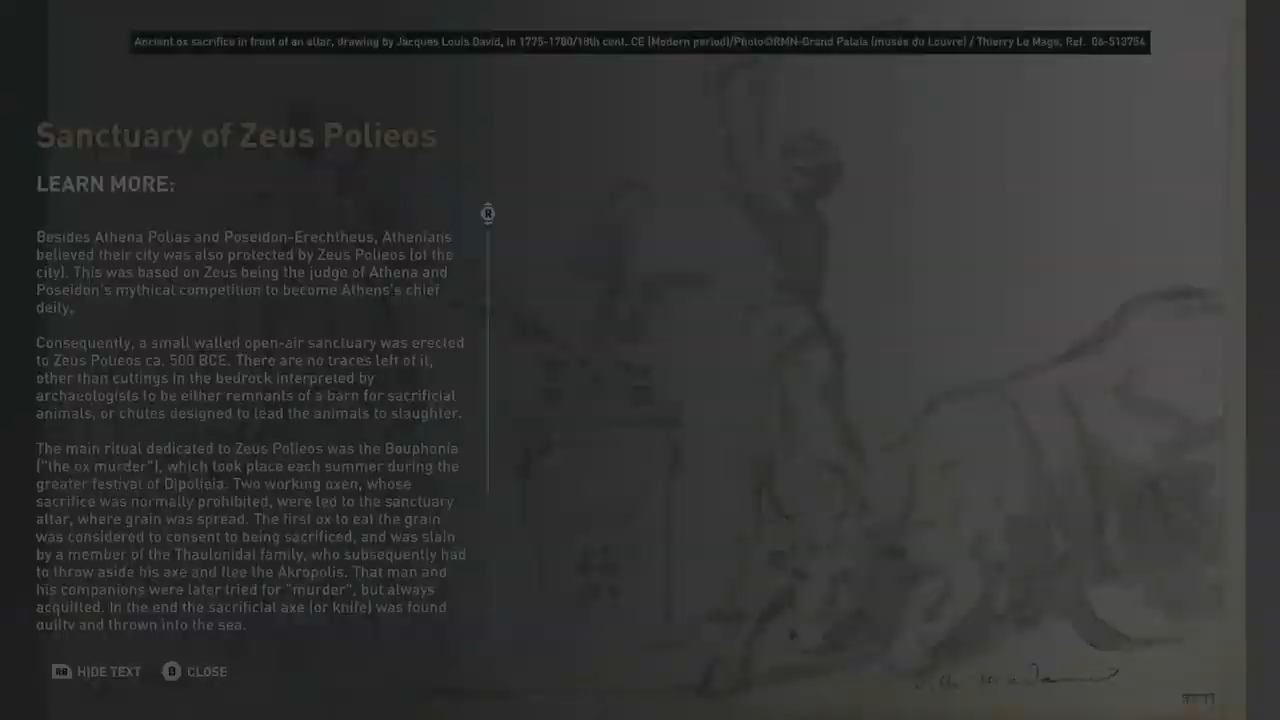 Ancient ox sacrifice in front of an altar, drawing by Jacques Louis David, in 1775-1780/18th cent. CE (Modern period)/Photo©RMN-Grand Palais (musée du Louvre) / Thierry Le Mage, Ref. 06-513754
Sanctuary of Zeus Polieos
LEARN MORE:
R
Besides Athena Polias and Poseidon-Erechtheus, Athenians
believed their city was also protected by Zeus Polieos (of the
city). This was based on Zeus being the judge of Athena and
Poseidon's mythical competition to become Athens's chief
deity.
Consequently, a small walled open-air sanctuary was erected
to Zeus Polieos ca. 500 BCE. There are no traces left of it,
other than cuttings in the bedrock interpreted by
archaeologists to be either remnants of a barn for sacrificial
animals, or chutes designed to lead the animals to slaughter.
The main ritual dedicated to Zeus Polieos was the Bouphonia
("the ox murder"), which took place each summer during the
greater festival of Dipolieia. Two working oxen, whose
sacrifice was normally prohibited, were led to the sanctuary
altar, where grain was spread. The first ox to eat the grain
was considered to consent to being sacrificed, and was slain
by a member of the Thaulonidai family, who subsequently had
to throw aside his axe and flee the Akropolis. That man and
his companions were later tried for "murder", but always
acquitted. In the end the sacrificial axe (or knife) was found
guilty and thrown into the sea.
RB HIDE TEXT B CLOSE